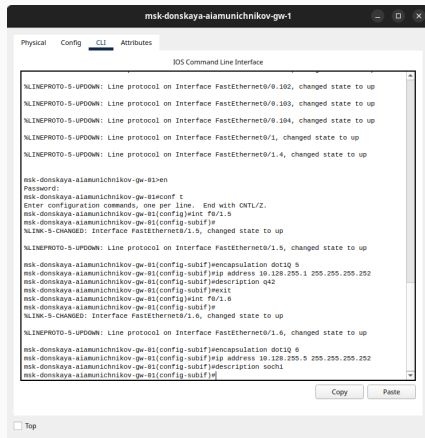 msk-donskaya-aiamunichnikov-gw-1
Physical Config CLI Attributes
IOS Command Line Interface
%LINEPROTO-5-UPDOWN: Line protocol on Interface FastEthernet0/0.102, changed state to up
%LINEPROTO-5-UPDOWN: Line protocol on Interface FastEthernet0/0.103, changed state to up
%LINEPROTO-5-UPDOWN: Line protocol on Interface FastEthernet0/0.104, changed state to up
%LINEPROTO-5-UPDOWN: Line protocol on Interface FastEthernet0/1, changed state to up
%LINEPROTO-5-UPDOWN: Line protocol on Interface FastEthernet0/1.4, changed state to up
msk-donskaya-aiamunichnikov-gw-01>en
Password:
msk-donskaya-aiamunichnikov-gw-01#conf t
Enter configuration commands, one per line. End with CNTL/Z.
msk-donskaya-aiamunichnikov-gw-01(config)#int f0/1.5
msk-donskaya-aiamunichnikov-gw-01(config-subif)#
%LINK-5-CHANGED: Interface FastEthernet0/1.5, changed state to up
%LINEPROTO-5-UPDOWN: Line protocol on Interface FastEthernet0/1.5, changed state to up
msk-donskaya-aiamunichnikov-gw-01(config-subif)#encapsulation dot1Q 5
msk-donskaya-aiamunichnikov-gw-01(config-subif)#ip address 10.128.255.1 255.255.255.252
msk-donskaya-aiamunichnikov-gw-01(config-subif)#description q42
msk-donskaya-aiamunichnikov-gw-01(config-subif)#exit
msk-donskaya-aiamunichnikov-gw-01(config)#int f0/1.6
msk-donskaya-aiamunichnikov-gw-01(config-subif)#
%LINK-5-CHANGED: Interface FastEthernet0/1.6, changed state to up
%LINEPROTO-5-UPDOWN: Line protocol on Interface FastEthernet0/1.6, changed state to up
msk-donskaya-aiamunichnikov-gw-01(config-subif)#encapsulation dot1Q 6
msk-donskaya-aiamunichnikov-gw-01(config-subif)#ip address 10.128.255.5 255.255.255.252
msk-donskaya-aiamunichnikov-gw-01(config-subif)#description sochi
msk-donskaya-aiamunichnikov-gw-01(config-subif)#
Copy Paste
Top